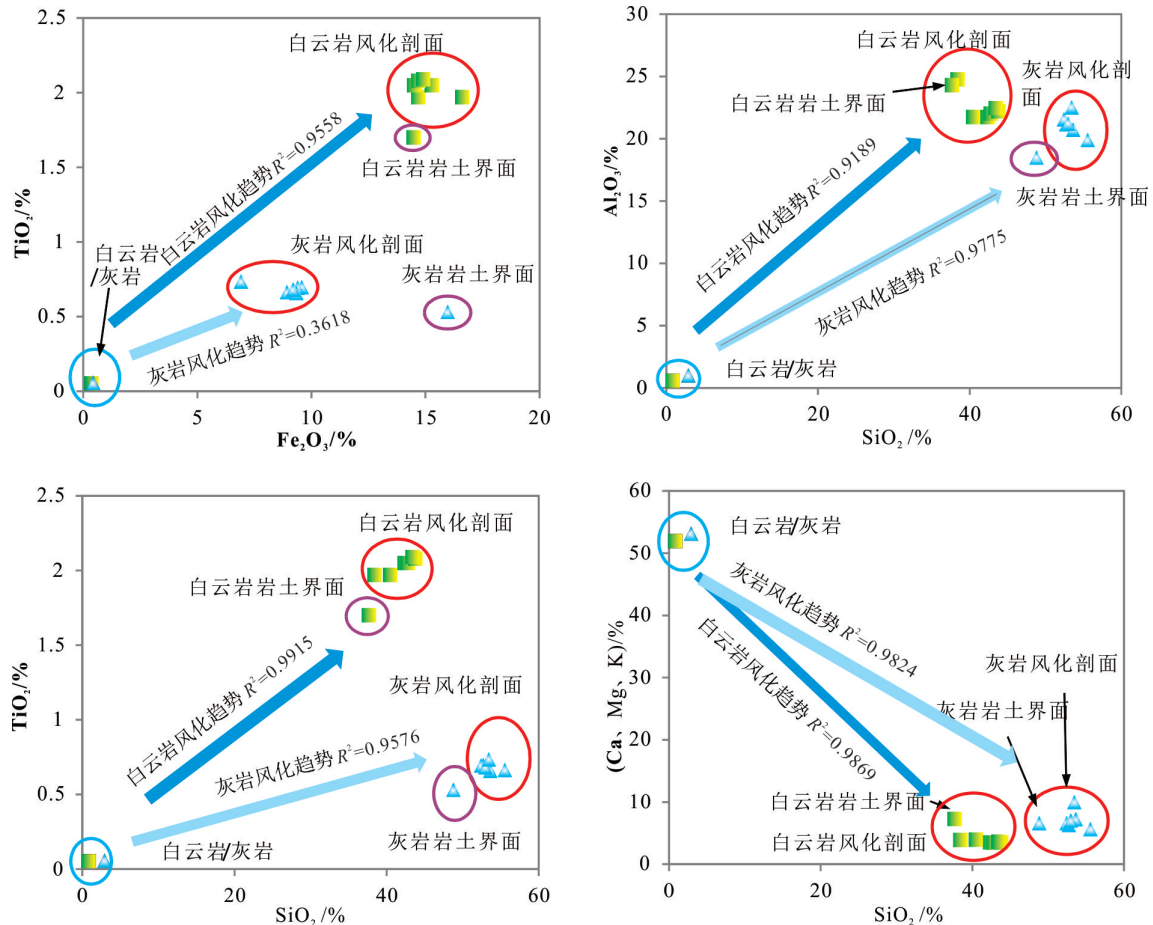 2.5
2
1.5
1
0.5
0
TiO₂/%
白云岩风化剖面
白云岩风化趋势 R²=0.9558
白云岩岩土界面
白云岩
/灰岩
灰岩风化剖面
灰岩岩土界面
灰岩风化趋势 R²=0.3618
0
5
10
15
20
Fe₂O₃/%
30
25
20
15
10
5
0
Al₂O₃/%
白云岩风化剖面
灰岩风化剖
面
白云岩岩土界面
白云岩风化趋势 R²=0.9189
灰岩岩土界面
灰岩风化趋势 R²=0.9775
白云岩/灰岩
0
20
40
60
SiO₂/%
2.5
2
1.5
1
0.5
0
TiO₂/%
白云岩风化剖面
白云岩岩土界面
白云岩风化趋势 R²=0.9915
灰岩风化剖面
灰岩风化趋势 R²=0.9576
灰岩岩土界面
白云岩/灰岩
0
20
40
60
SiO₂/%
60
50
40
30
20
10
0
(Ca、Mg、K)/%
白云岩/灰岩
灰岩风化趋势 R²=0.9824
白云岩风化趋势 R²=0.9869
灰岩风化剖面
灰岩岩土界面
白云岩岩土界面
白云岩风化剖面
0
20
40
60
SiO₂/%